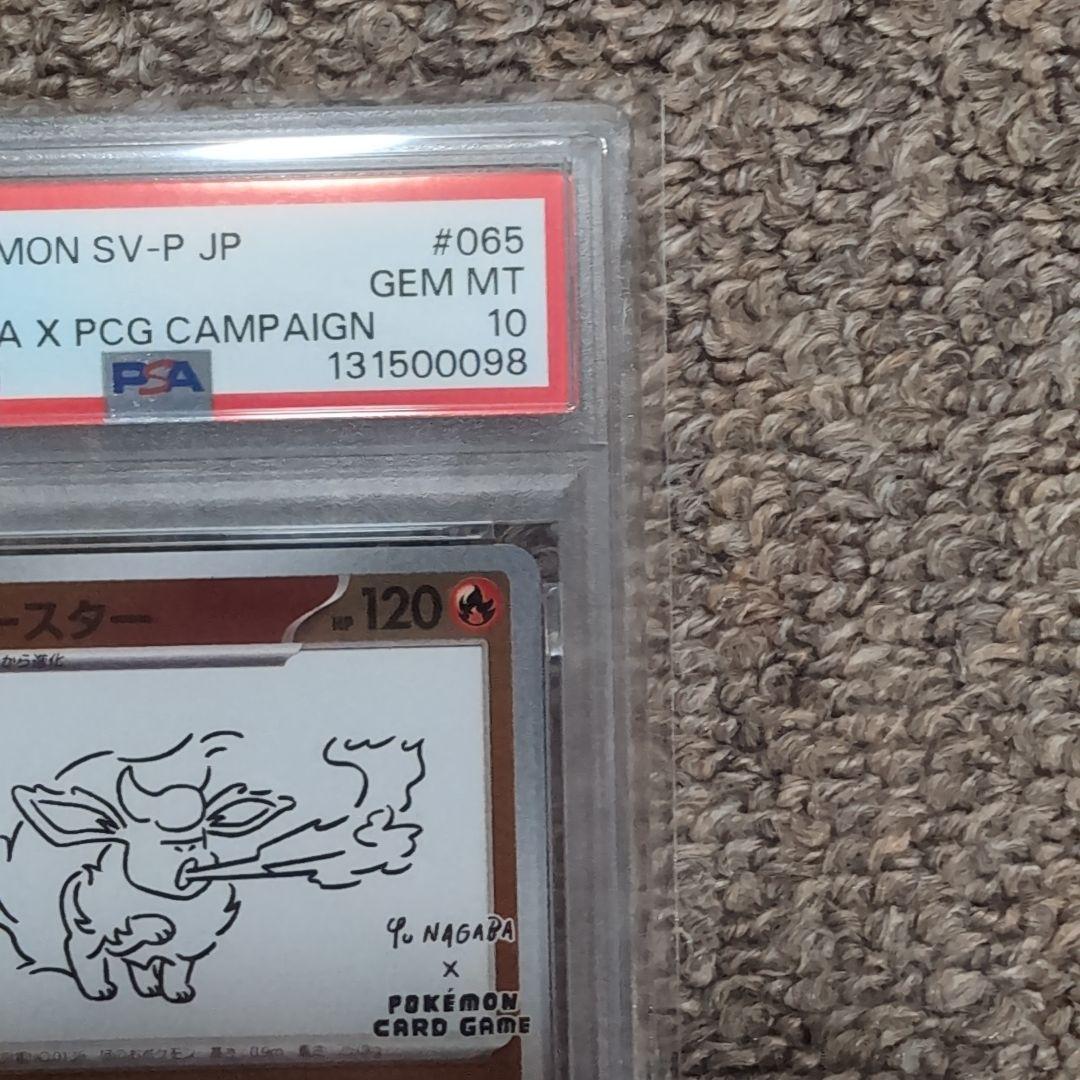 MON SV-P JP #065
GEM MT
A X PCG CAMPAIGN 10
PSA 131500098
ースター HP 120
から進化
Yu NAGABA
X
POKÉMON
CARD GAME